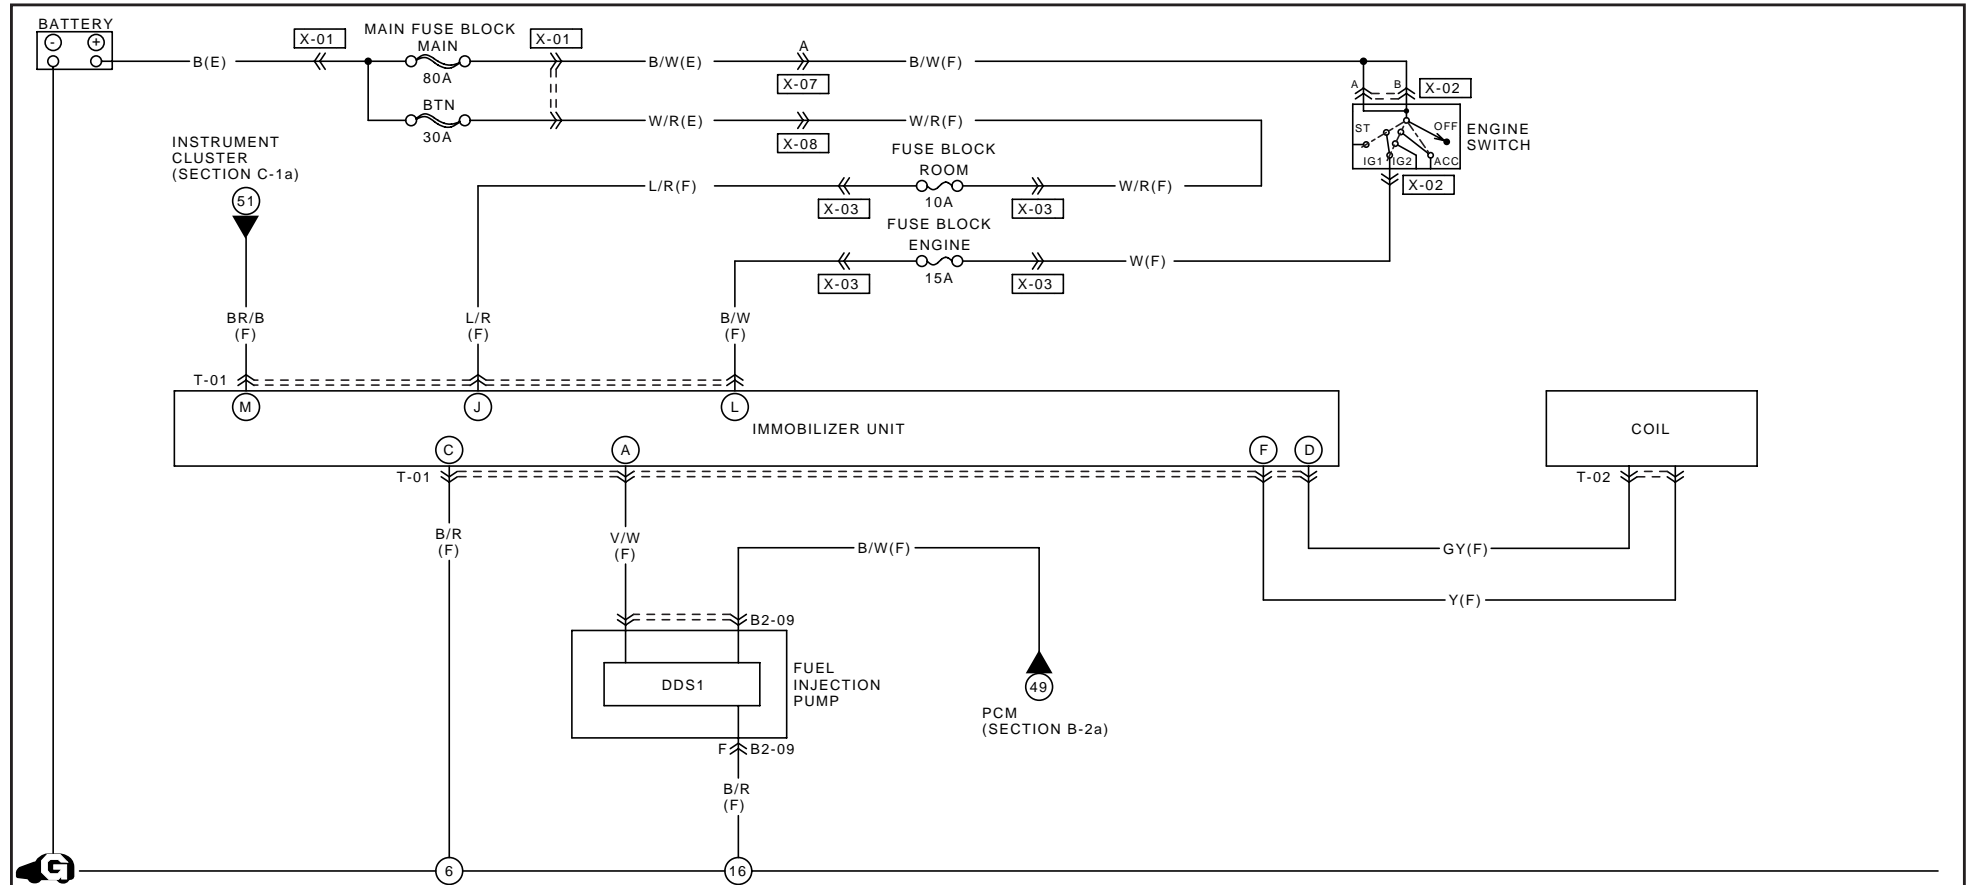 BATTERY
- +
B(E)
X-01
MAIN FUSE BLOCK
MAIN
80A
BTN
30A
X-01
B/W(E)
A
X-07
B/W(F)
W/R(E)
X-08
W/R(F)
A B
X-02
ST
OFF
IG1
IG2
ACC
ENGINE
SWITCH
X-02
INSTRUMENT
CLUSTER
(SECTION C-1a)
51
FUSE BLOCK
ROOM
10A
L/R(F)
X-03
X-03
W/R(F)
FUSE BLOCK
ENGINE
15A
X-03
X-03
W(F)
BR/B
(F)
L/R
(F)
B/W
(F)
T-01
M
J
L
IMMOBILIZER UNIT
C
A
F
D
T-01
COIL
T-02
B/R
(F)
V/W
(F)
B/W(F)
GY(F)
Y(F)
B2-09
DDS1
FUEL
INJECTION
PUMP
F
B2-09
49
PCM
(SECTION B-2a)
B/R
(F)
G
6
16